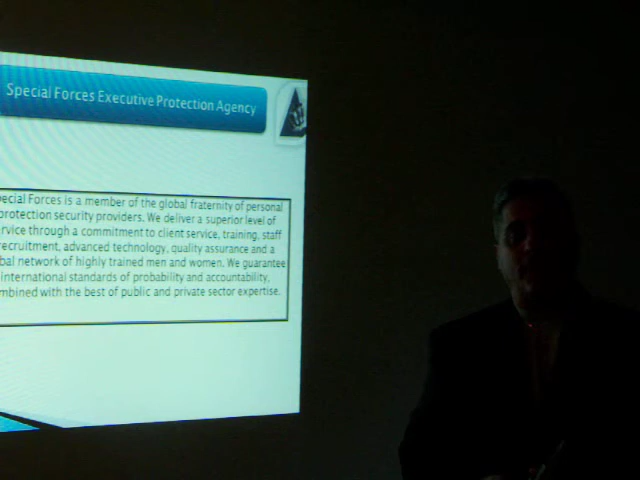 Special Forces Executive Protection Agency
pecial Forces is a member of the global fraternity of personal
protection security providers. We deliver a superior level of
rvice through a commitment to client service, training, staff
recruitment, advanced technology, quality assurance and a
bal network of highly trained men and women. We guarantee
international standards of probability and accountability,
mbined with the best of public and private sector expertise.